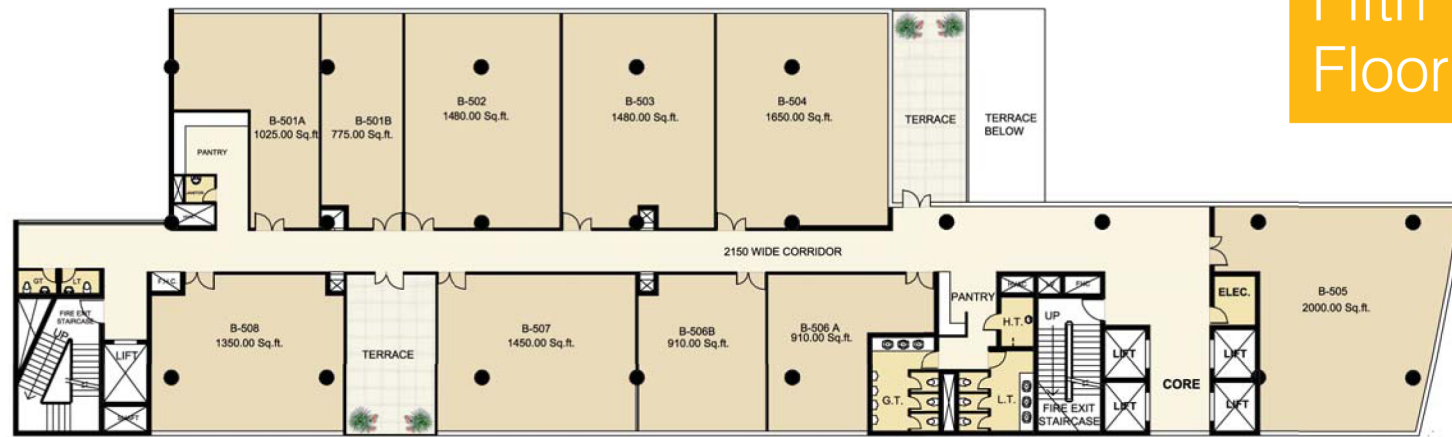 Fifth
Floor
B-501A
1025.00 Sq.ft.
B-501B
775.00 Sq.ft.
B-502
1480.00 Sq.ft.
B-503
1480.00 Sq.ft.
B-504
1650.00 Sq.ft.
TERRACE
TERRACE
BELOW
PANTRY
JANITOR
2150 WIDE CORRIDOR
GT
LT
F.H.C.
FIRE EXIT
STAIRCASE
UP
LIFT
SHAFT
B-508
1350.00 Sq.ft.
TERRACE
B-507
1450.00 Sq.ft.
B-506B
910.00 Sq.ft.
B-506 A
910.00 Sq.ft.
PANTRY
H.T.
G.T.
L.T.
FHC
UP
FIRE EXIT
STAIRCASE
LIFT
LIFT
CORE
LIFT
LIFT
ELEC.
B-505
2000.00 Sq.ft.